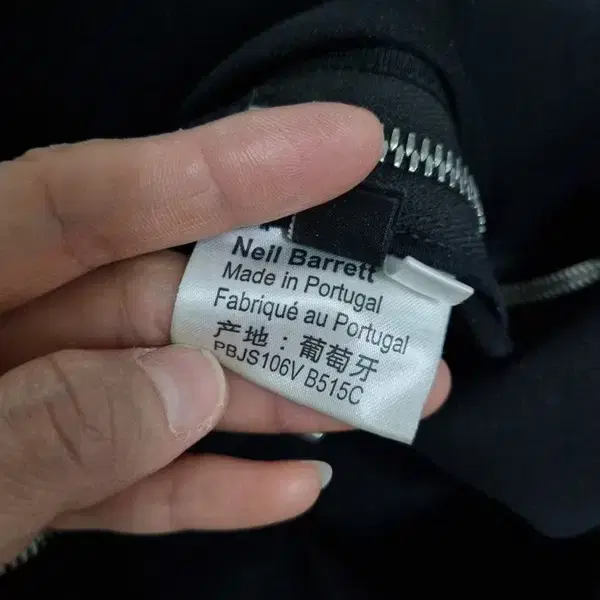 Neil Barrett
Made in Portugal
Fabriqué au Portugal
产地：葡萄牙
PBJS106V B515C